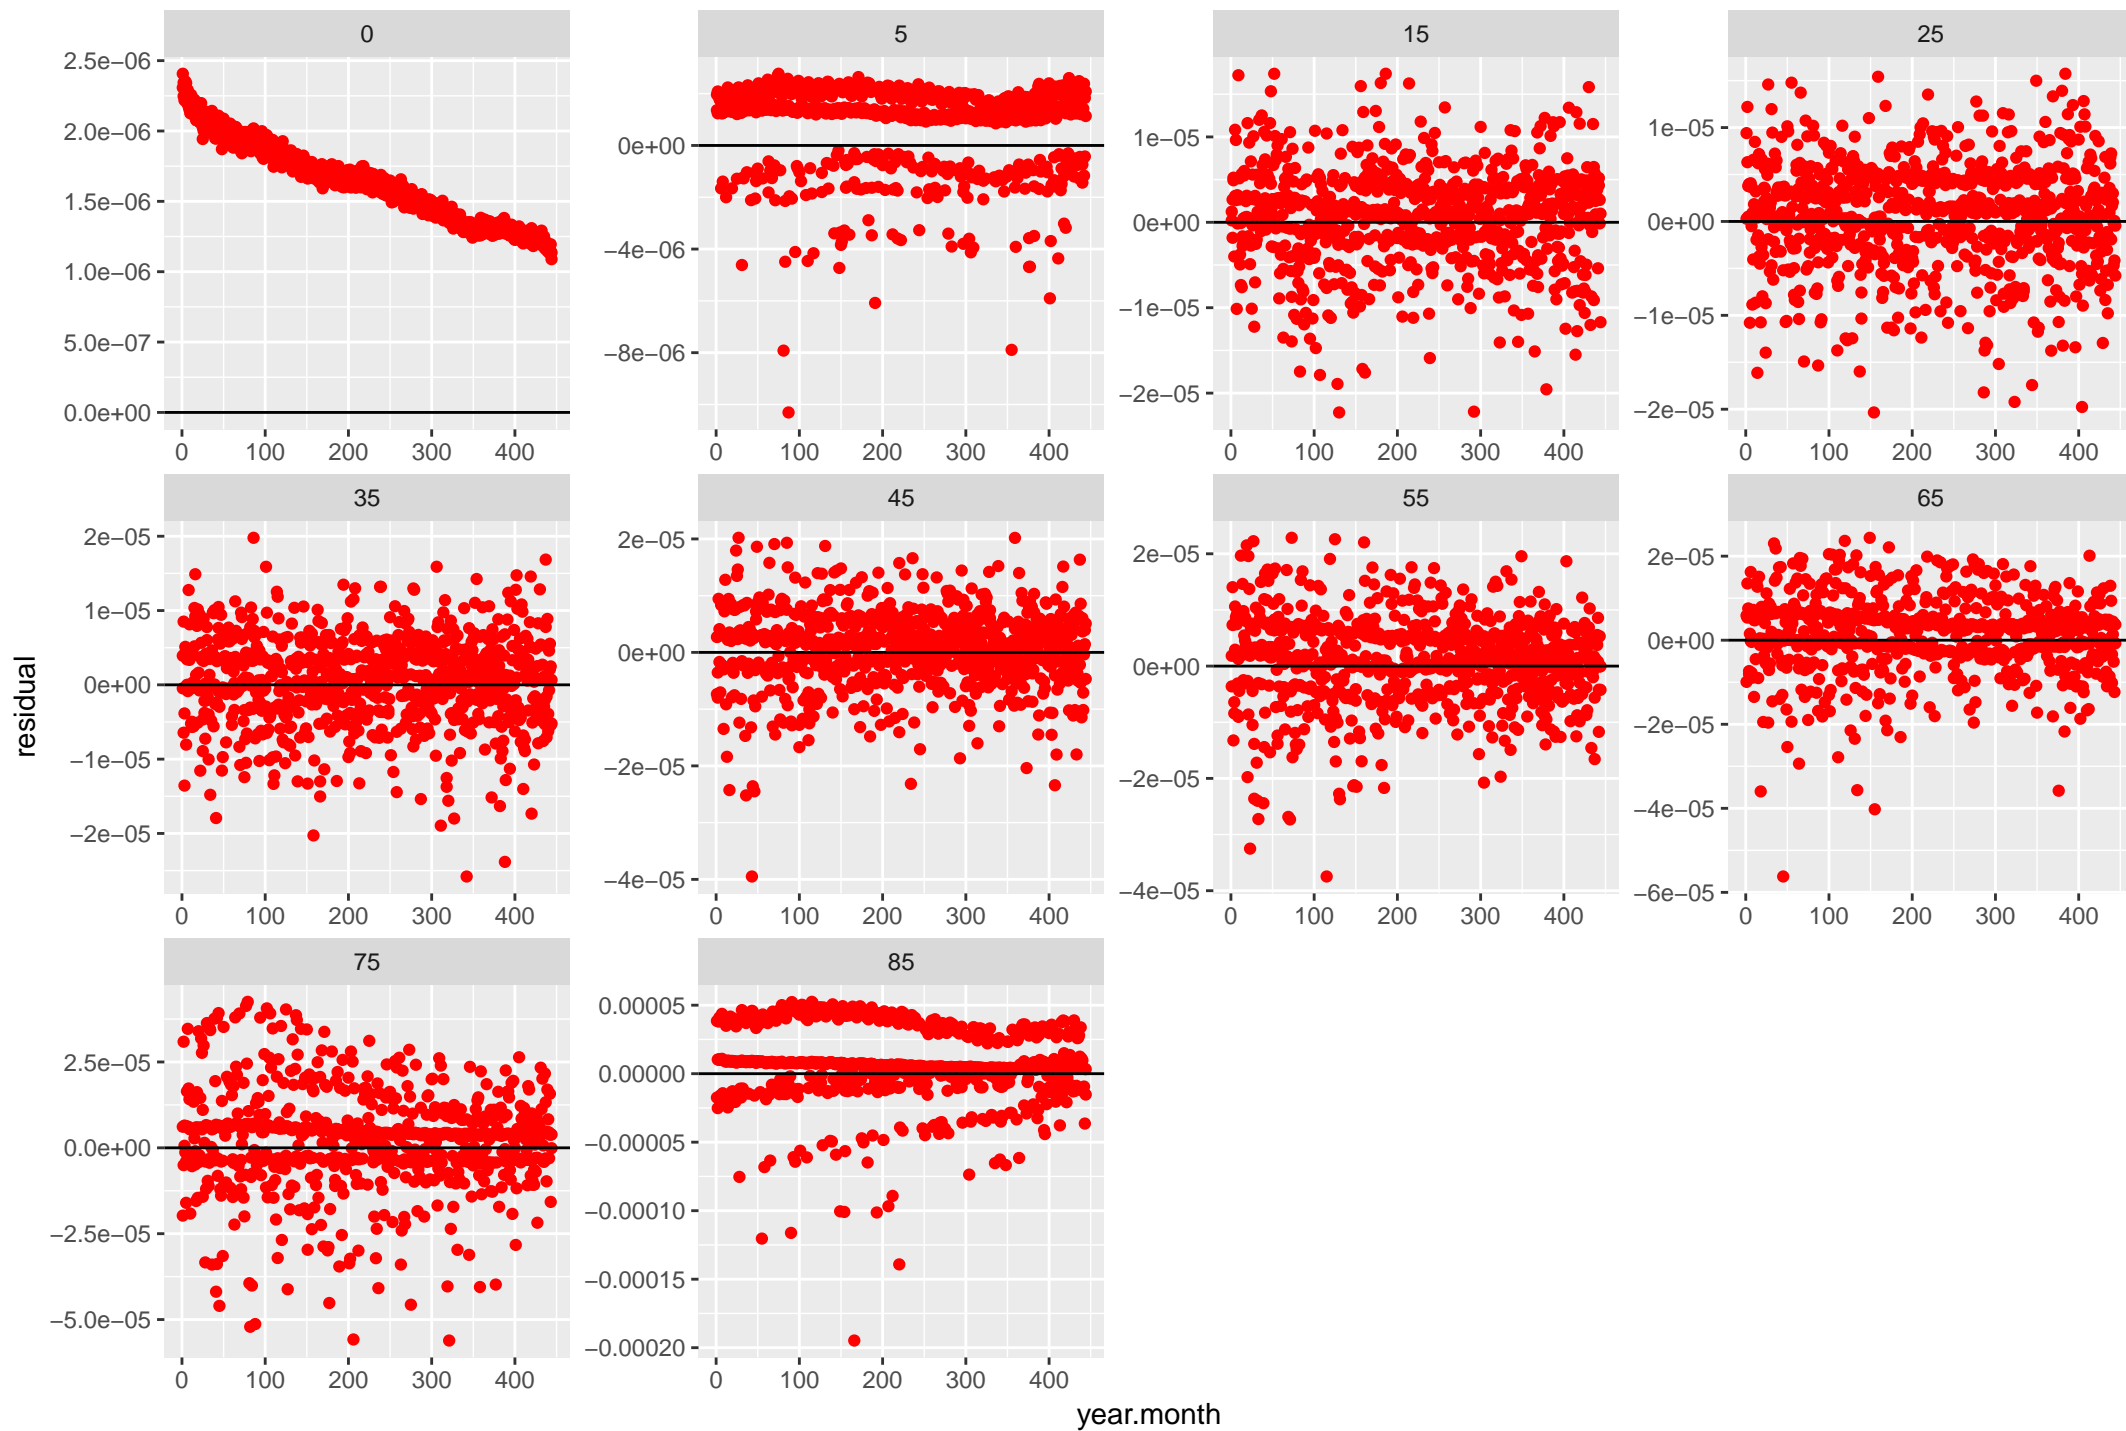 0 5 15 25
2.5e−06
2.0e−06
1.5e−06
1.0e−06
5.0e−07
0.0e+00
0e+00
−4e−06
−8e−06
1e−05
0e+00
−1e−05
−2e−05
1e−05
0e+00
−1e−05
−2e−05
0 100 200 300 400 0 100 200 300 400 0 100 200 300 400 0 100 200 300 400
35 45 55 65
2e−05
1e−05
0e+00
−1e−05
−2e−05
2e−05
0e+00
−2e−05
−4e−05
2e−05
0e+00
−2e−05
−4e−05
2e−05
0e+00
−2e−05
−4e−05
−6e−05
0 100 200 300 400 0 100 200 300 400 0 100 200 300 400 0 100 200 300 400
75 85
2.5e−05
0.0e+00
−2.5e−05
−5.0e−05
0.00005
0.00000
−0.00005
−0.00010
−0.00015
−0.00020
0 100 200 300 400 0 100 200 300 400
residual
year.month